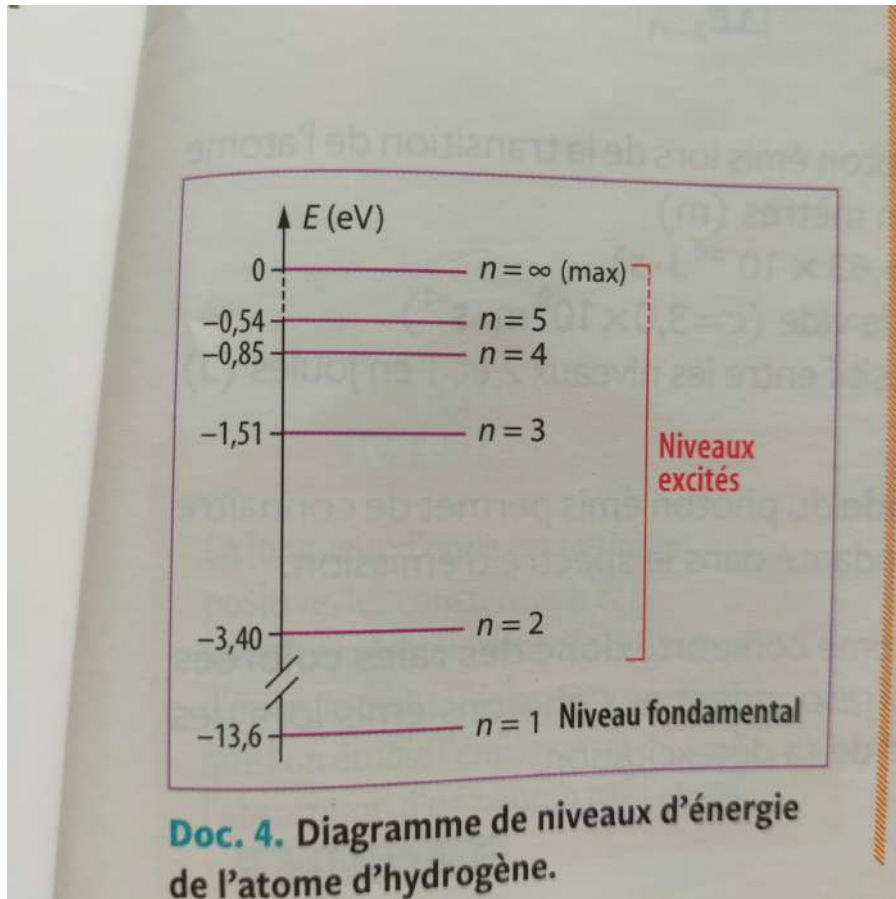 E (eV)
0 n = ∞ (max)
−0,54 n = 5
−0,85 n = 4
−1,51 n = 3
Niveaux
excités
−3,40 n = 2
−13,6 n = 1 Niveau fondamental
Doc. 4. Diagramme de niveaux d’énergie
de l’atome d’hydrogène.